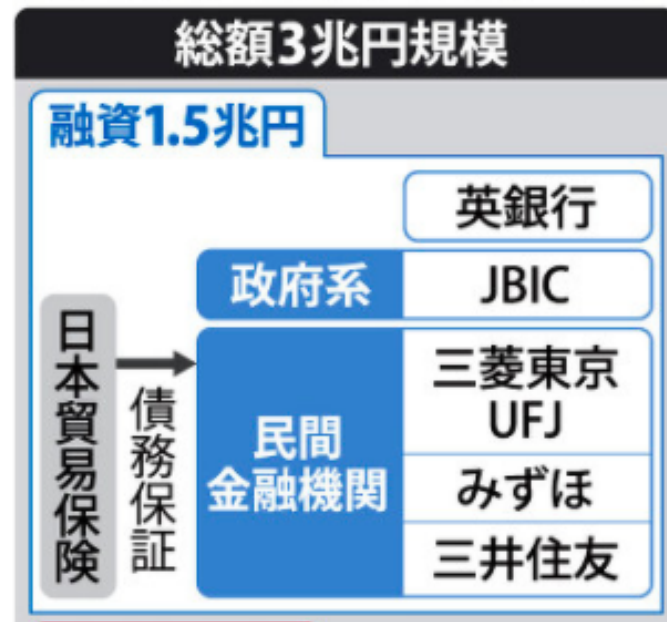 総額3兆円規模
融資1.5兆円
英銀行
政府系
JBIC
日本貿易保険
債務保証
民間
金融機関
三菱東京
UFJ
みずほ
三井住友